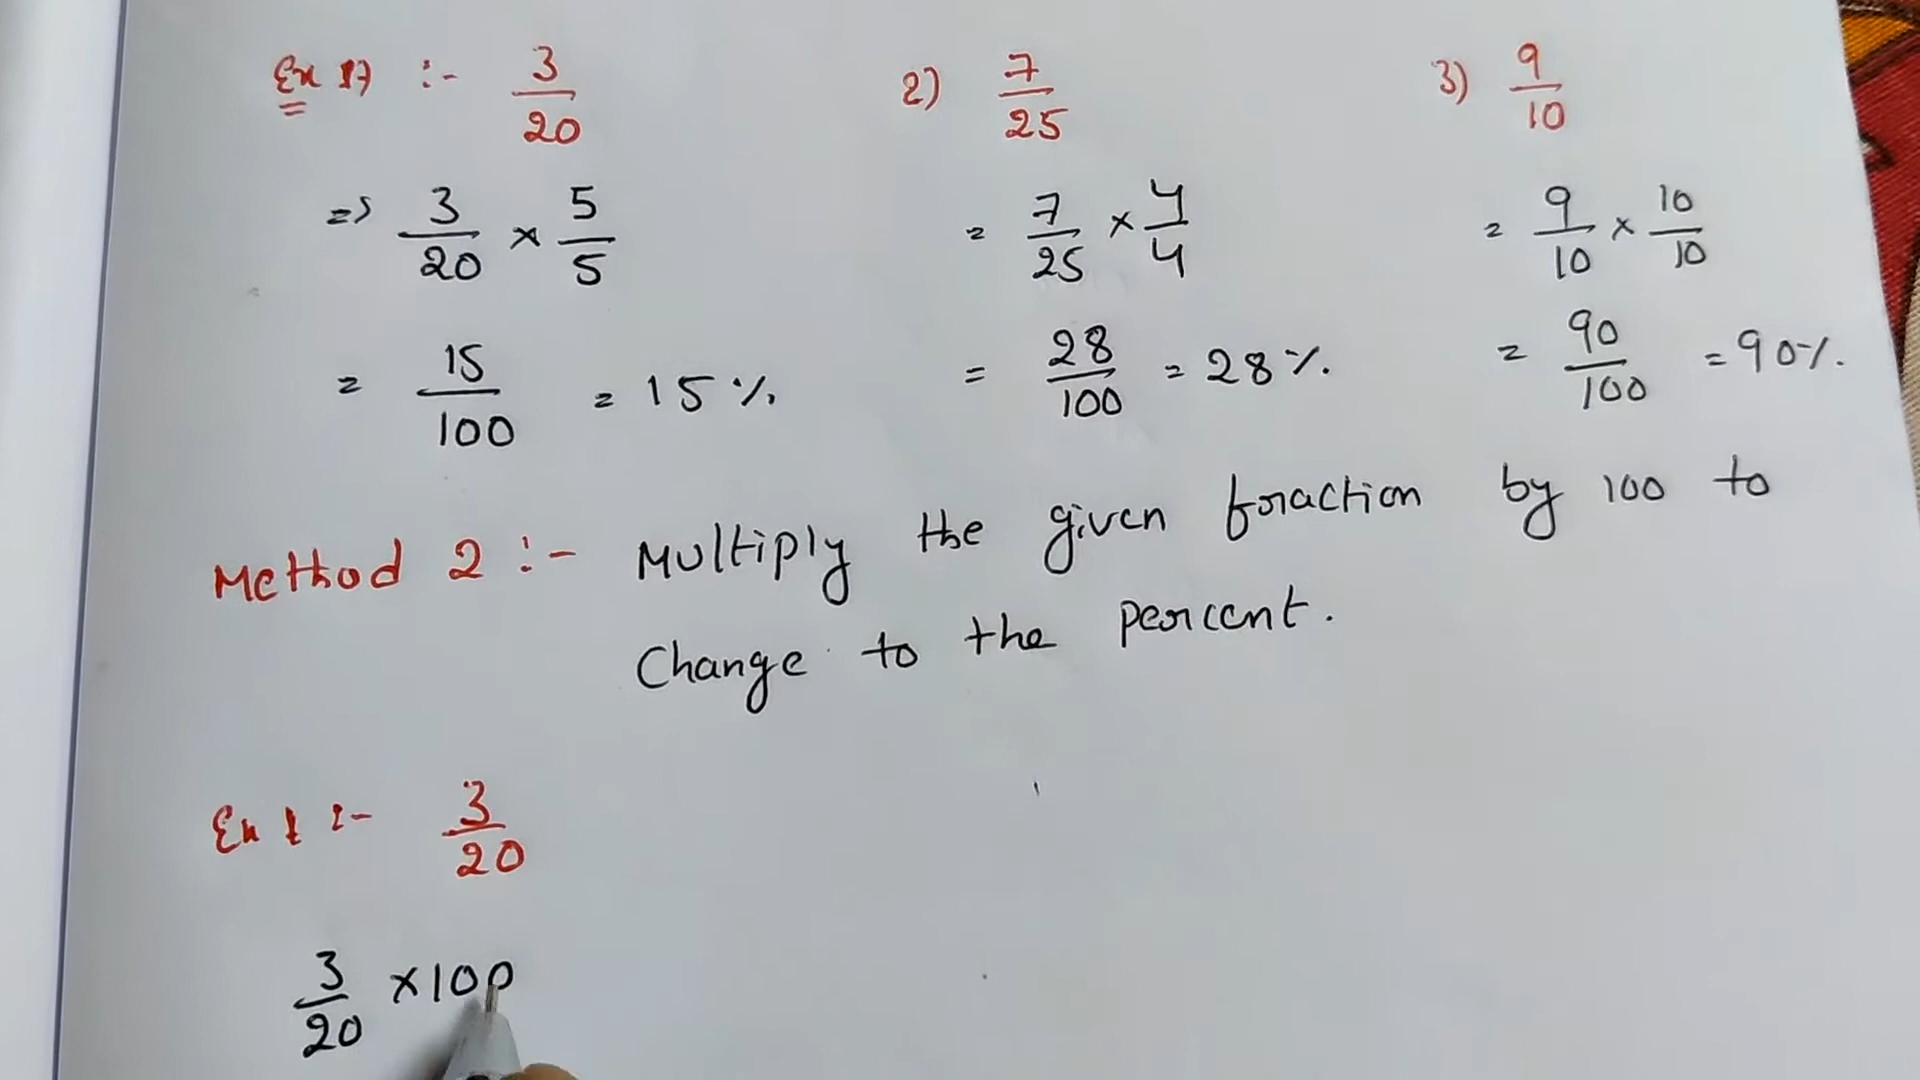 Ex 1) :- 3/20
=> 3/20 × 5/5
= 15/100 = 15%
2) 7/25
= 7/25 × 4/4
= 28/100 = 28%
3) 9/10
= 9/10 × 10/10
= 90/100 = 90%
Method 2 :- Multiply the given fraction by 100 to
Change to the percent.
Ex 1 :- 3/20
3/20 × 100